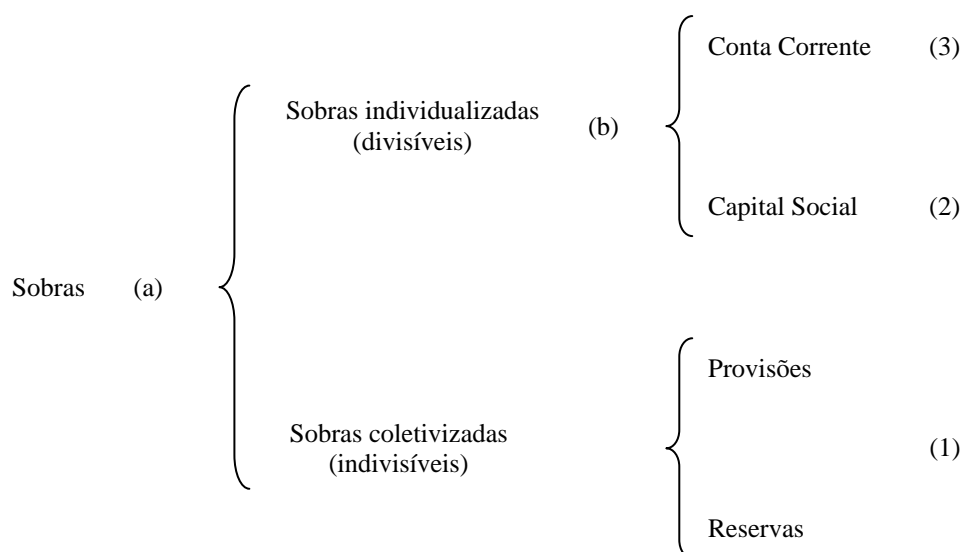 Conta Corrente (3)
Sobras individualizadas
(divisíveis)
(b)
Capital Social (2)
Sobras (a)
Provisões
Sobras coletivizadas
(indivisíveis)
(1)
Reservas